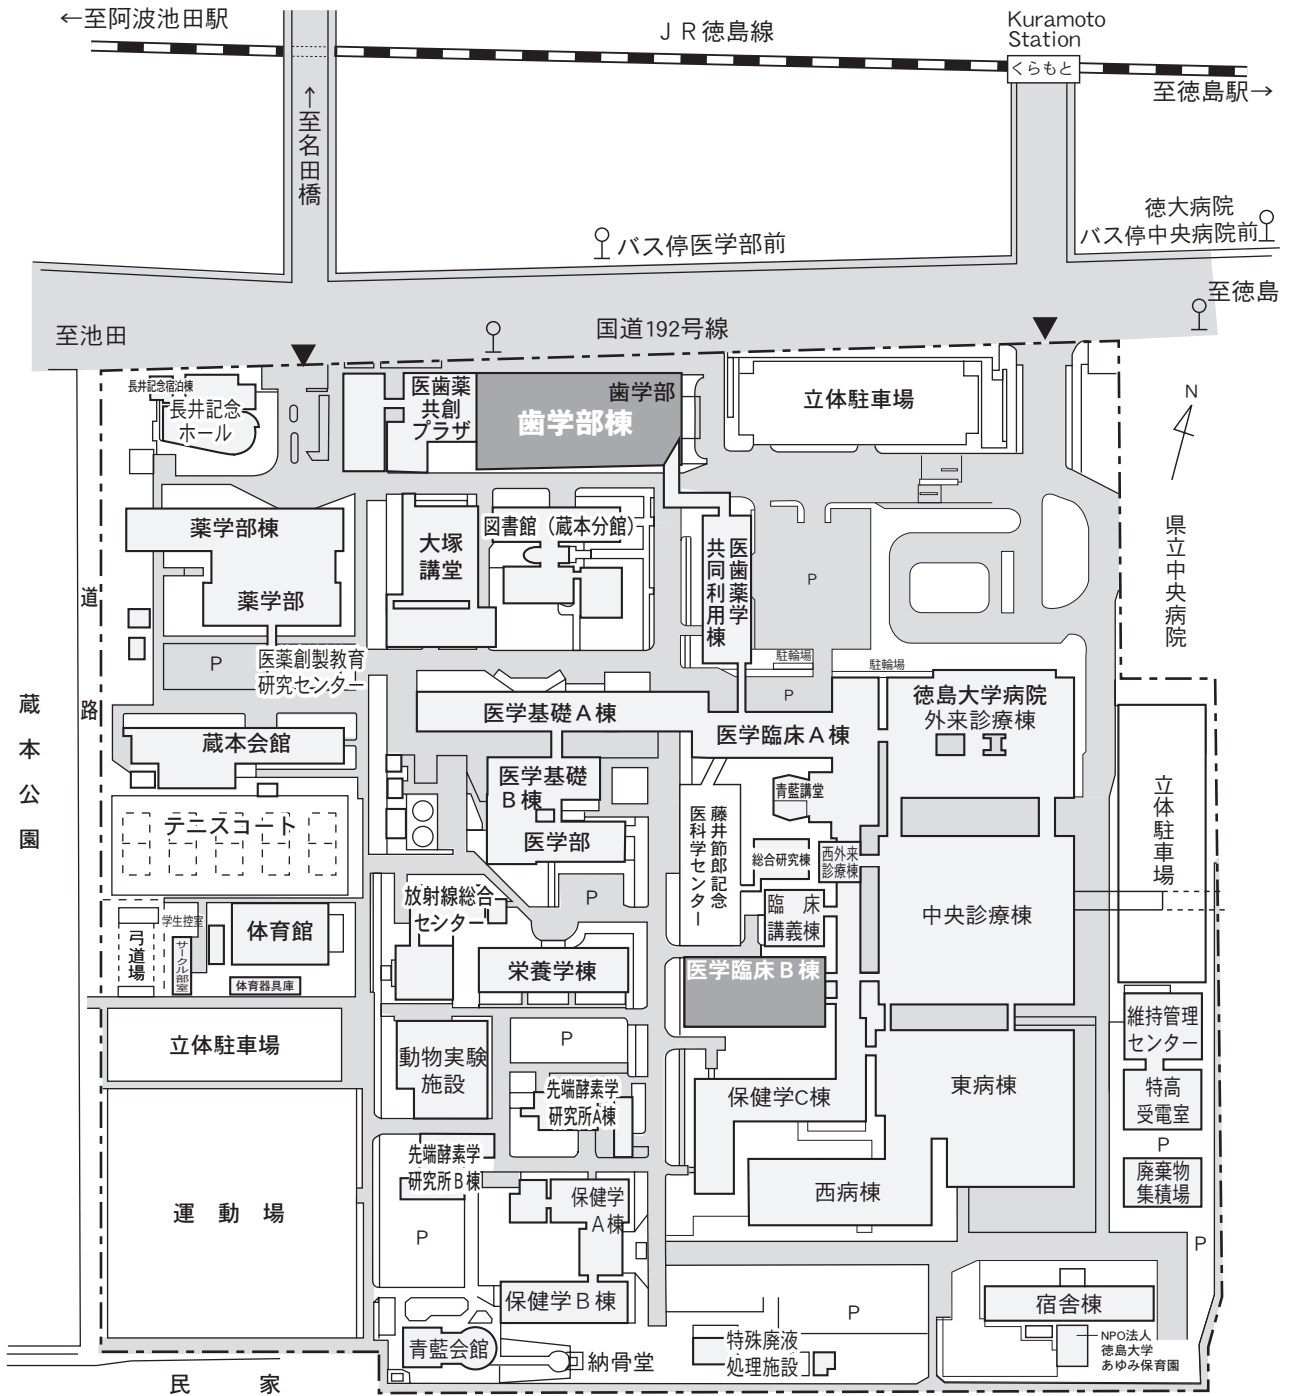 ←至阿波池田駅
JR徳島線
Kuramoto
Station
くらもと
至徳島駅→
←至名田橋
バス停医学部前
徳大病院
バス停中央病院前
至徳島
至池田
国道192号線
長井記念宿泊棟
長井記念
ホール
医歯薬
共創
プラザ
歯学部
歯学部棟
立体駐車場
N
県立中央病院
薬学部棟
薬学部
大塚
講堂
図書館（蔵本分館）
医歯薬学
共同利用棟
P
道路
P
医薬創製教育
研究センター
駐輪場
駐輪場
P
蔵本公園
医学基礎A棟
医学臨床A棟
徳島大学病院
外来診療棟
蔵本会館
医学基礎
B棟
医学部
青藍講堂
立体駐車場
テニスコート
藤井節郎記念
医科学センター
総合研究棟
西外来
診療棟
放射線総合
センター
P
臨床
講義棟
中央診療棟
学生控室
弓道場
サークル部室
体育館
体育器具庫
栄養学棟
医学臨床B棟
立体駐車場
動物実験
施設
P
維持管理
センター
先端酵素学
研究所A棟
保健学C棟
東病棟
特高
受電室
P
先端酵素学
研究所B棟
廃棄物
集積場
運動場
P
保健学
A棟
西病棟
P
保健学B棟
P
宿舎棟
青藍会館
納骨堂
特殊廃液
処理施設
NPO法人
徳島大学
あゆみ保育園
民家